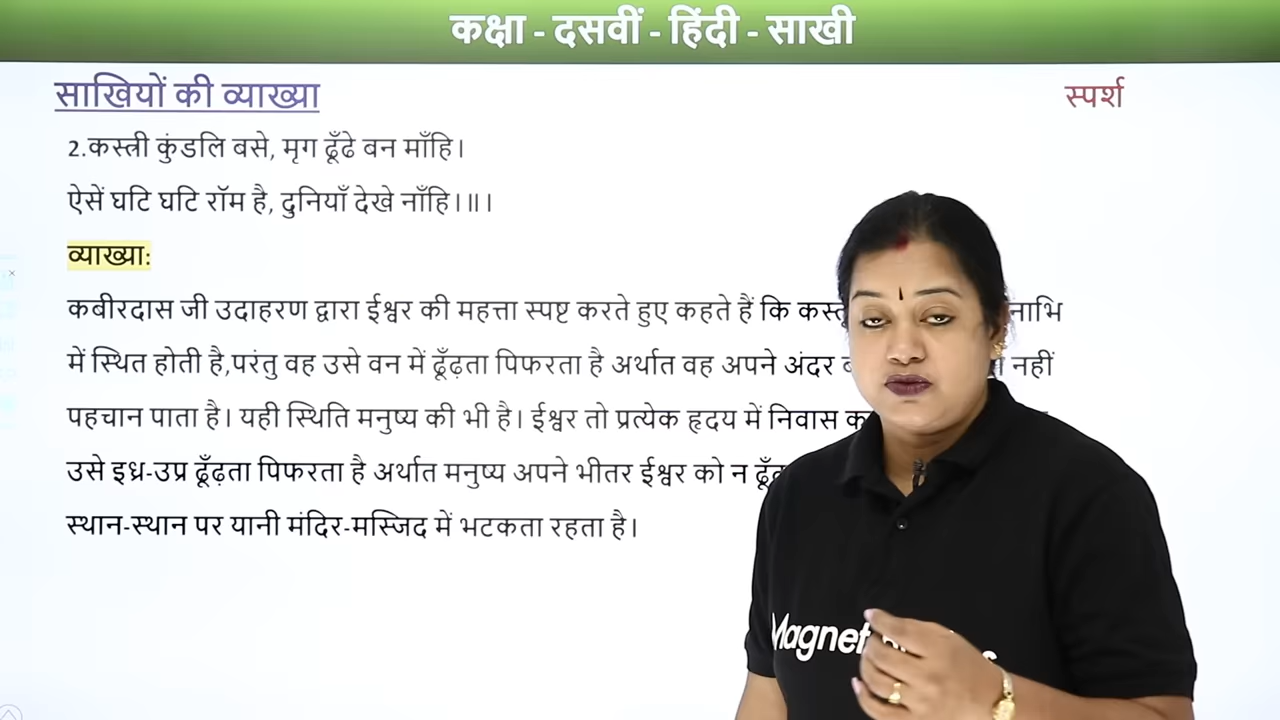 कक्षा - दसवीं - हिंदी - साखी
साखियों की व्याख्या
स्पर्श
2.कस्त्री कुंडलि बसे, मृग ढूँढे बन माँहि।
ऐसें घटि घटि रॉम है, दुनियाँ देखे नाँहि।॥।
व्याख्या:
कबीरदास जी उदाहरण द्वारा ईश्वर की महत्ता स्पष्ट करते हुए कहते हैं कि नाभि
में स्थित होती है,परंतु वह उसे वन में ढूँढ़ता पिफरता है अर्थात वह अपने अंदर नहीं
पहचान पाता है। यही स्थिति मनुष्य की भी है। ईश्वर तो प्रत्येक हृदय में निवास
उसे इध्र-उप्र ढूँढ़ता पिफरता है अर्थात मनुष्य अपने भीतर ईश्वर को न
स्थान-स्थान पर यानी मंदिर-मस्जिद में भटकता रहता है।